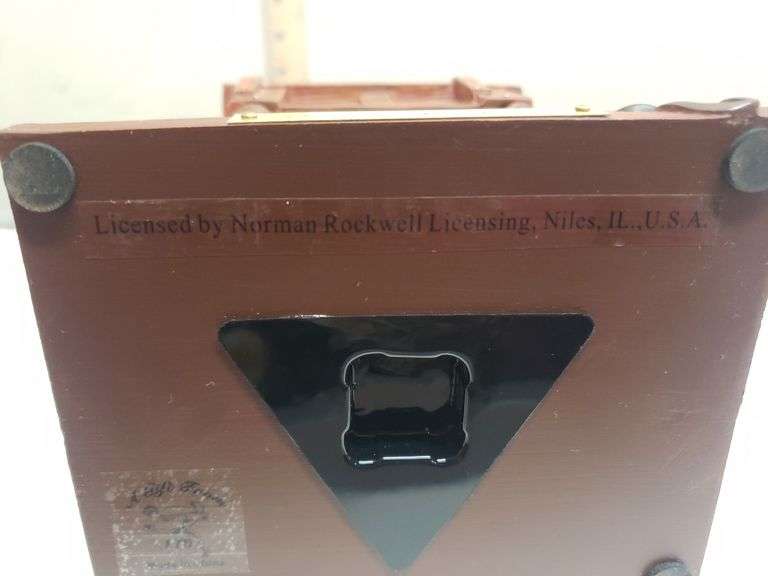 Licensed by Norman Rockwell Licensing, Niles, IL.,U.S.A.